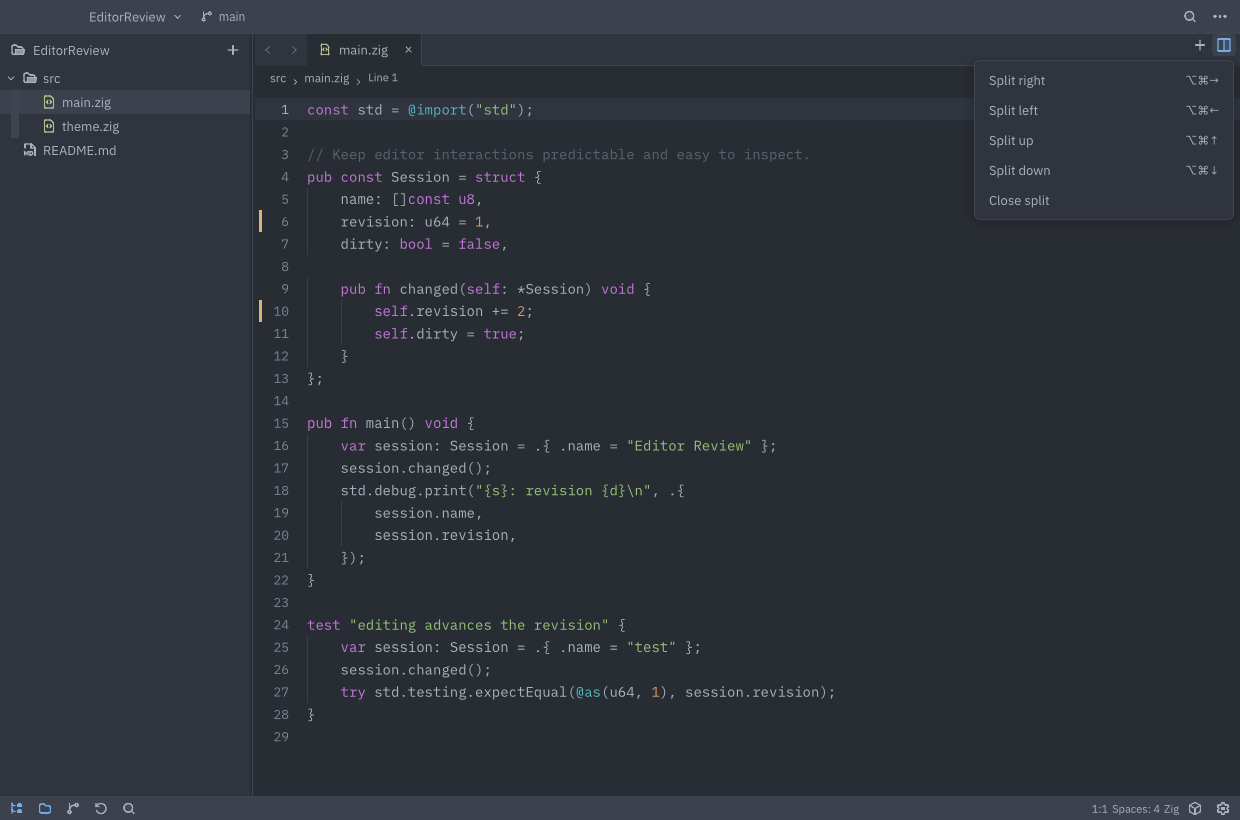 EditorReview main
EditorReview
src
main.zig
theme.zig
README.md
main.zig
src > main.zig > Line 1
Split right ⌥⌘→
Split left ⌥⌘←
Split up ⌥⌘↑
Split down ⌥⌘↓
Close split
1 const std = @import("std");
2
3 // Keep editor interactions predictable and easy to inspect.
4 pub const Session = struct {
5     name: []const u8,
6     revision: u64 = 1,
7     dirty: bool = false,
8
9     pub fn changed(self: *Session) void {
10         self.revision += 2;
11         self.dirty = true;
12     }
13 };
14
15 pub fn main() void {
16     var session: Session = .{ .name = "Editor Review" };
17     session.changed();
18     std.debug.print("{s}: revision {d}\n", .{
19         session.name,
20         session.revision,
21     });
22 }
23
24 test "editing advances the revision" {
25     var session: Session = .{ .name = "test" };
26     session.changed();
27     try std.testing.expectEqual(@as(u64, 1), session.revision);
28 }
29
1:1 Spaces: 4 Zig